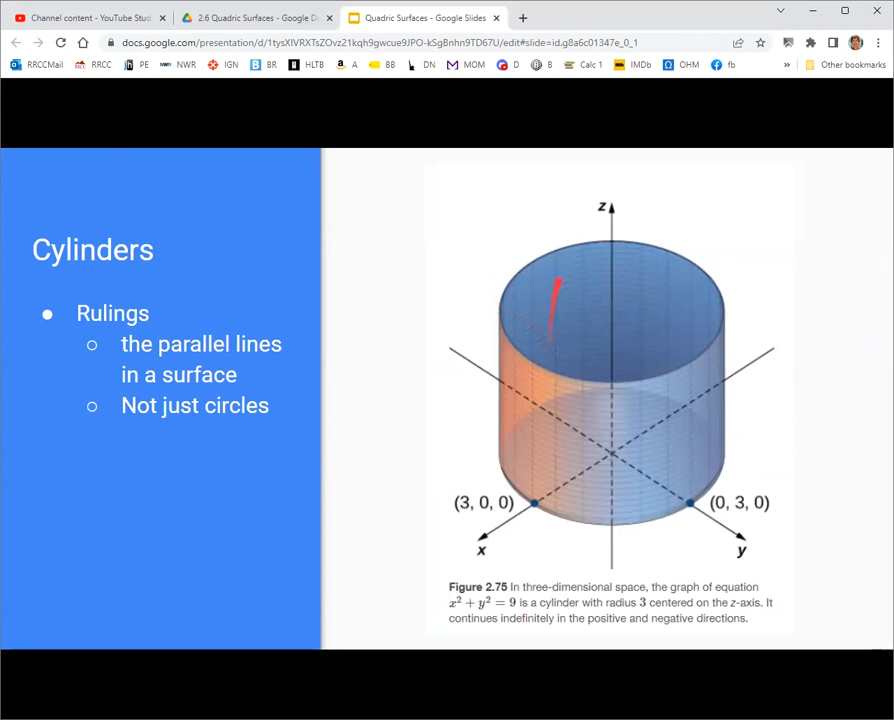 Channel content - YouTube Stud
2.6 Quadric Surfaces - Google D
Quadric Surfaces - Google Slides
docs.google.com/presentation/d/1tysXIVRXTsZOvz21kqh9gwcue9JPO-kSgBnhn9TD67U/edit#slide=id.g8a6c01347e_0_1
RRCCMail RRCC PE NWR IGN BR HLTB A BB DN MOM D B Calc 1 IMDb OHM fb » Other bookmarks
Cylinders
● Rulings
○ the parallel lines
in a surface
○ Not just circles
z
(3, 0, 0)
(0, 3, 0)
x
y
Figure 2.75 In three-dimensional space, the graph of equation
x² + y² = 9 is a cylinder with radius 3 centered on the z-axis. It
continues indefinitely in the positive and negative directions.